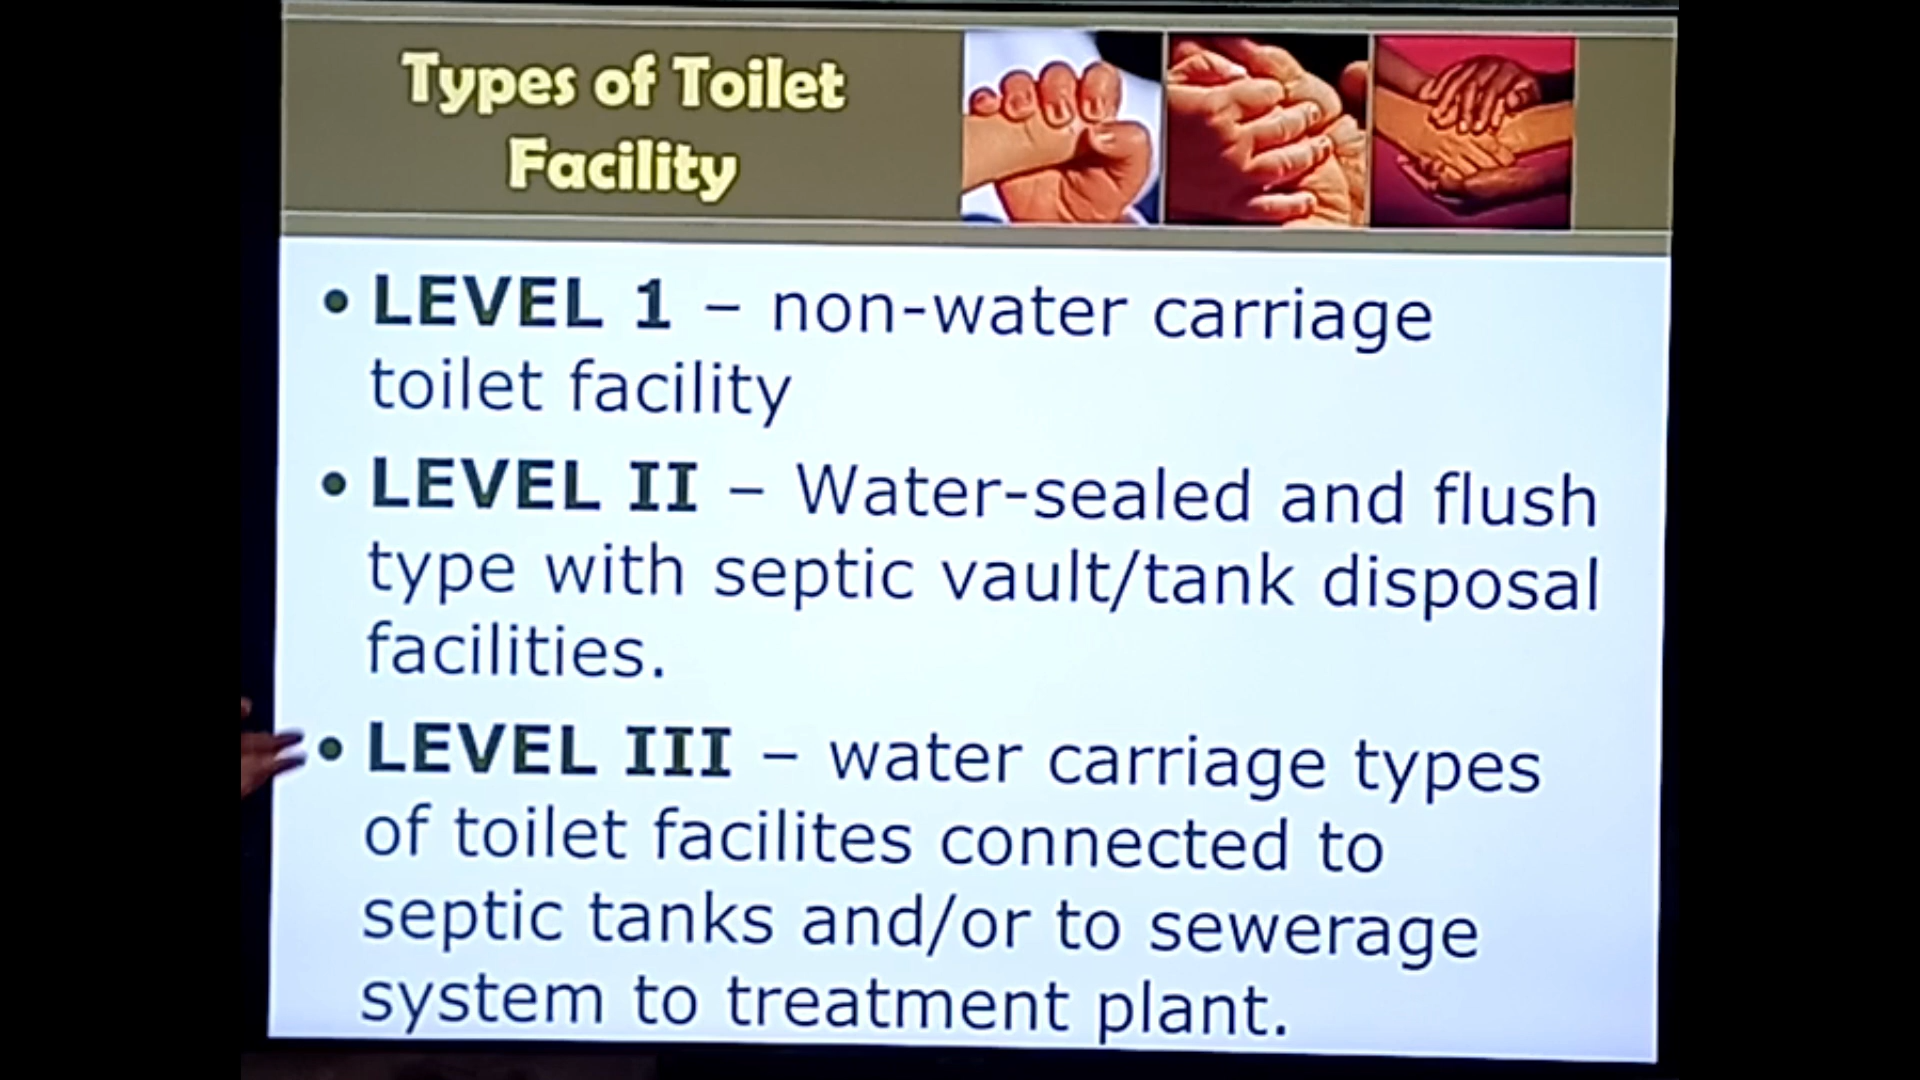 Types of Toilet
Facility
• LEVEL 1 – non-water carriage
toilet facility
• LEVEL II – Water-sealed and flush
type with septic vault/tank disposal
facilities.
• LEVEL III – water carriage types
of toilet facilites connected to
septic tanks and/or to sewerage
system to treatment plant.